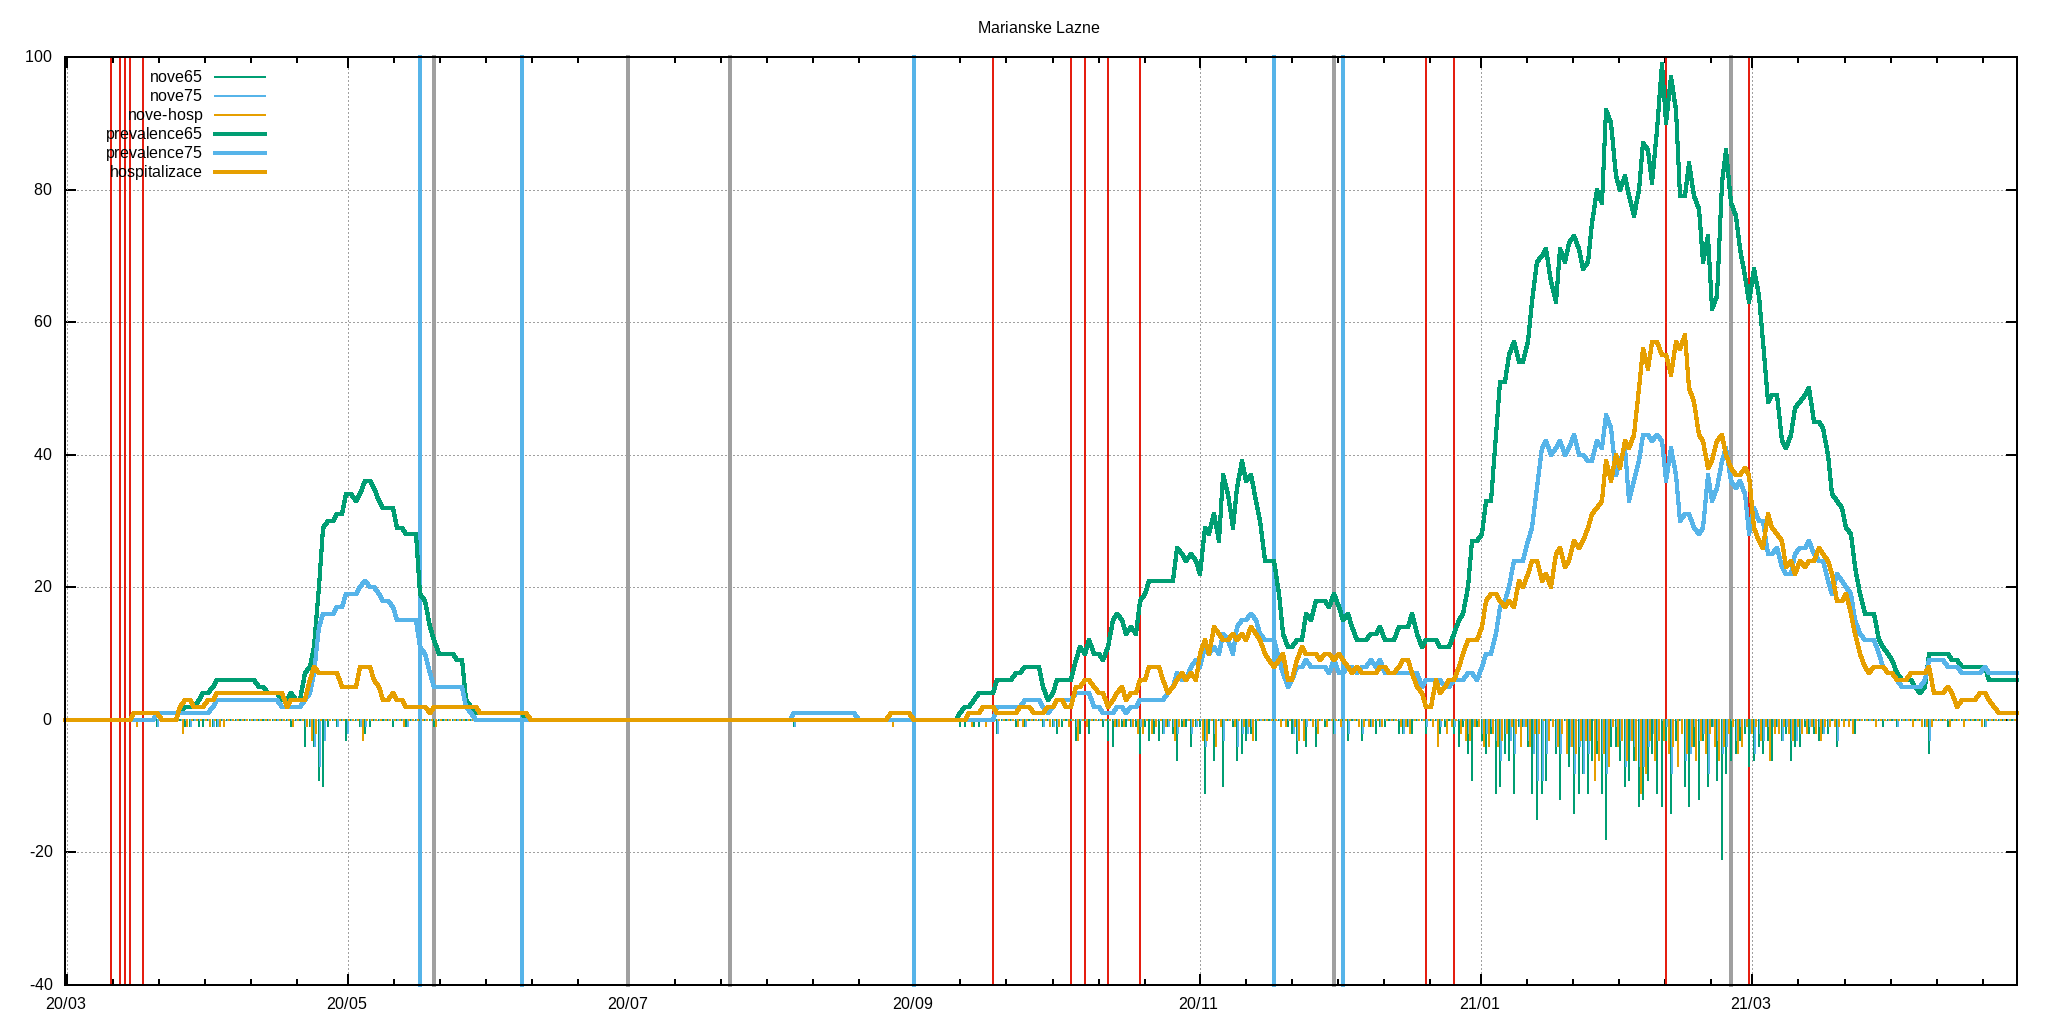 Marianske Lazne
100
nove65
nove75
nove-hosp
prevalence65
prevalence75
hospitalizace
80
60
40
20
0
-20
-40
20/03 20/05 20/07 20/09 20/11 21/01 21/03